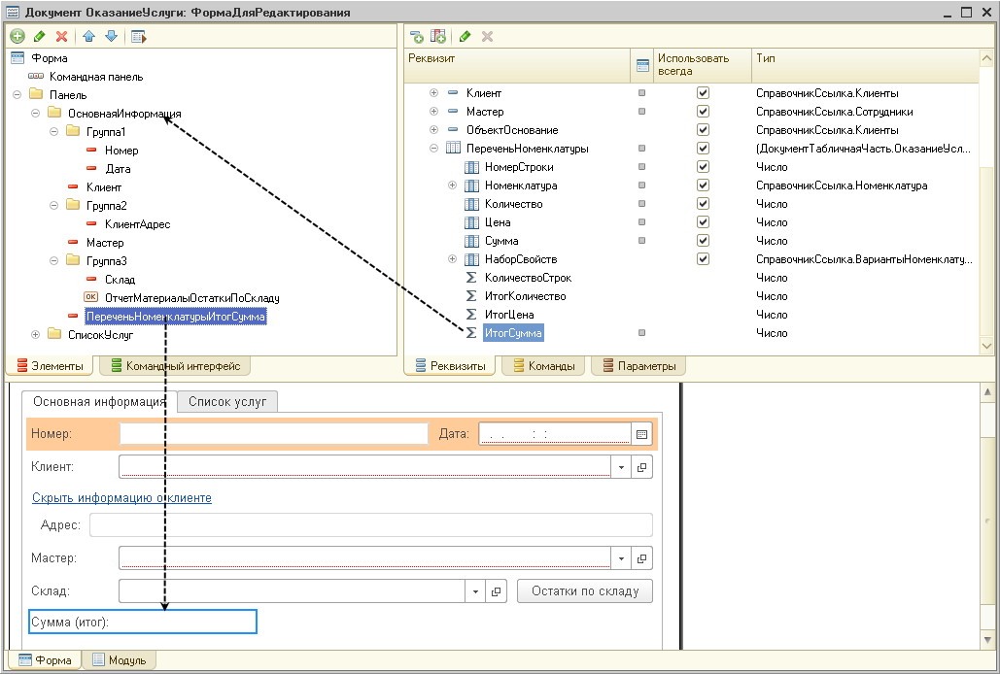 Документ ОказаниеУслуги: ФормаДляРедактирования
Форма
Командная панель
Панель
ОсновнаяИнформация
Группа1
Номер
Дата
Клиент
Группа2
КлиентАдрес
Мастер
Группа3
Склад
OK ОтчетМатериалыОстаткиПоСкладу
ПереченьНоменклатурыИтогСумма
СписокУслуг
Элементы Командный интерфейс
Реквизит Использовать всегда Тип
Клиент СправочникСсылка.Клиенты
Мастер СправочникСсылка.Сотрудники
ОбъектОснование СправочникСсылка.Клиенты
ПереченьНоменклатуры (ДокументТабличнаяЧасть.ОказаниеУсл...
НомерСтроки Число
Номенклатура СправочникСсылка.Номенклатура
Количество Число
Цена Число
Сумма Число
НаборСвойств СправочникСсылка.ВариантыНоменклату...
КоличествоСтрок Число
ИтогКоличество Число
ИтогЦена Число
ИтогСумма Число
Реквизиты Команды Параметры
Основная информация Список услуг
Номер: Дата: . . : :
Клиент:
Скрыть информацию о клиенте
Адрес:
Мастер:
Склад: Остатки по складу
Сумма (итог):
Форма Модуль